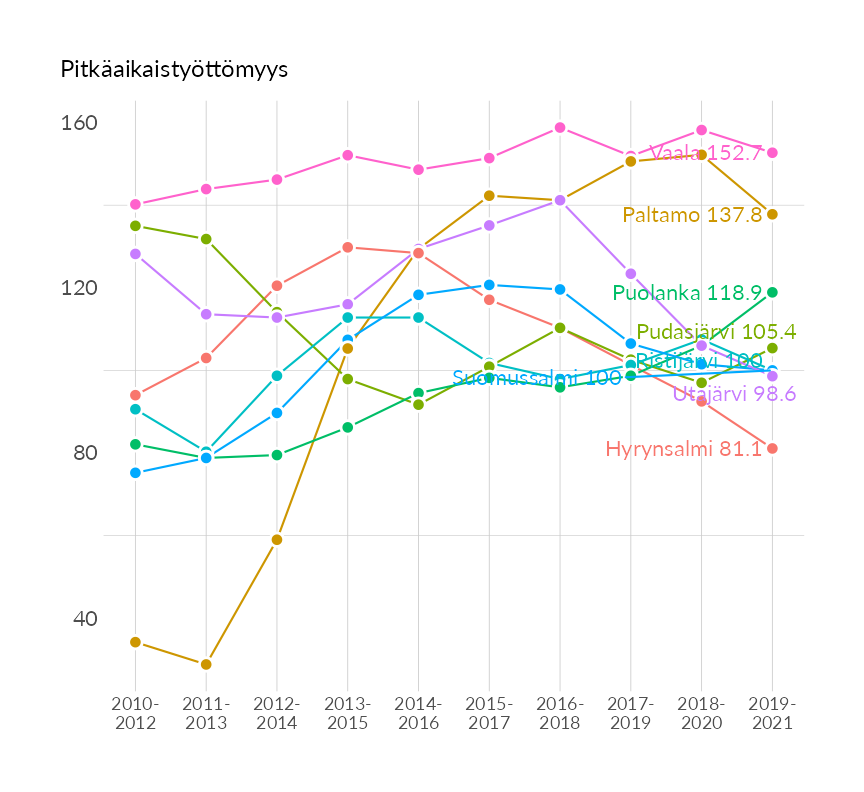 Pitkäaikaistyöttömyys
160
Vaala 152.7
Paltamo 137.8
120
Puolanka 118.9
Pudasjärvi 105.4
Ristijärvi 100
Suomussalmi 100
Utajärvi 98.6
80
Hyrynsalmi 81.1
40
2010- 2011- 2012- 2013- 2014- 2015- 2016- 2017- 2018- 2019-
2012 2013 2014 2015 2016 2017 2018 2019 2020 2021